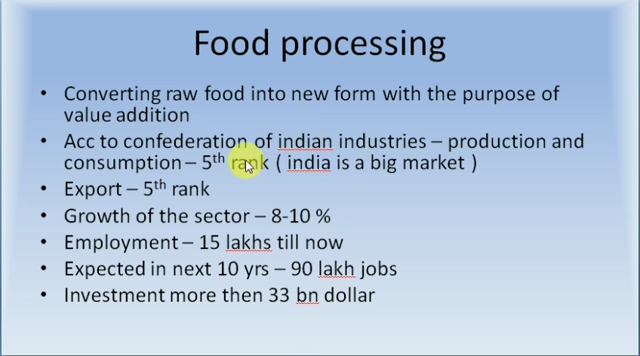 Food processing
• Converting raw food into new form with the purpose of
value addition
• Acc to confederation of indian industries – production and
consumption – 5th rank ( india is a big market )
• Export – 5th rank
• Growth of the sector – 8-10 %
• Employment – 15 lakhs till now
• Expected in next 10 yrs – 90 lakh jobs
• Investment more then 33 bn dollar